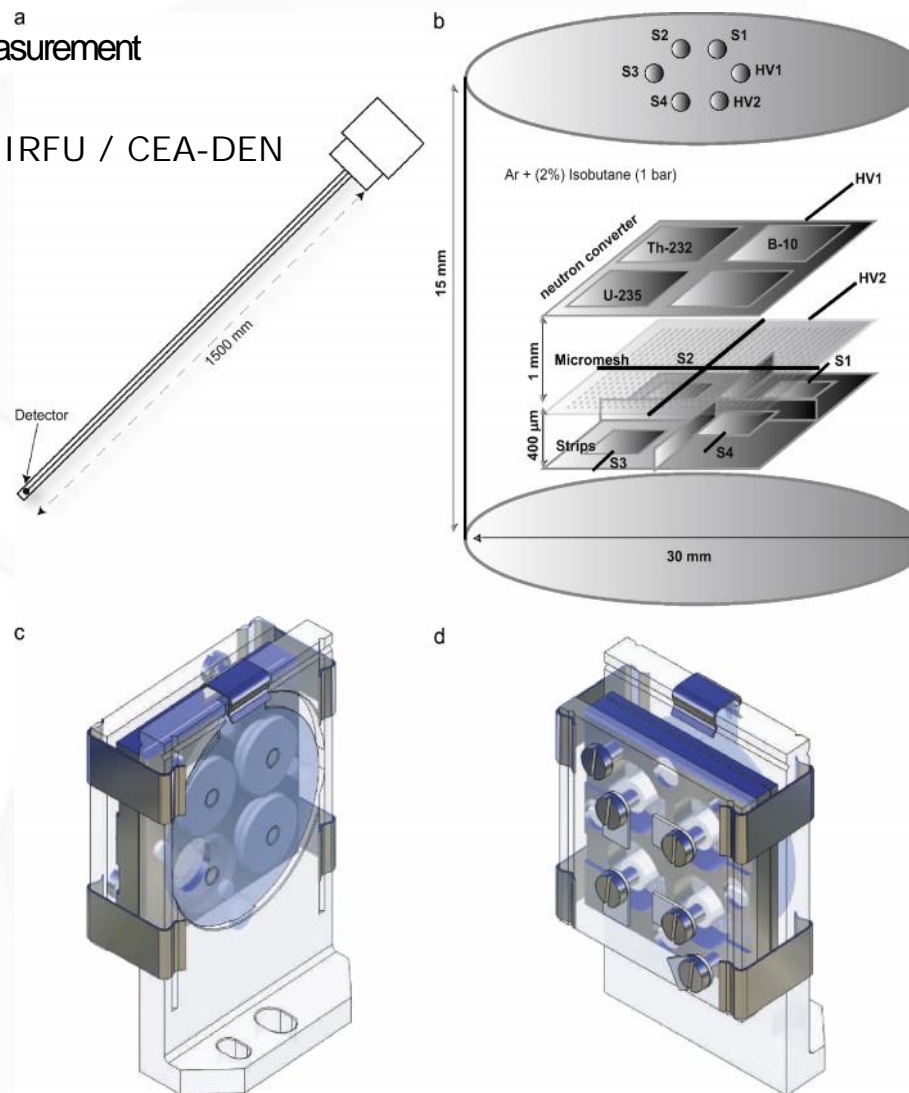 a
asurement
IRFU / CEA-DEN
1500 mm
Detector
b
S2
S1
S3
HV1
S4
HV2
Ar + (2%) Isobutane (1 bar)
HV1
15 mm
neutron converter
Th-232
B-10
U-235
HV2
1 mm
Micromesh
S2
S1
400 µm
Strips
S3
S4
30 mm
c
d